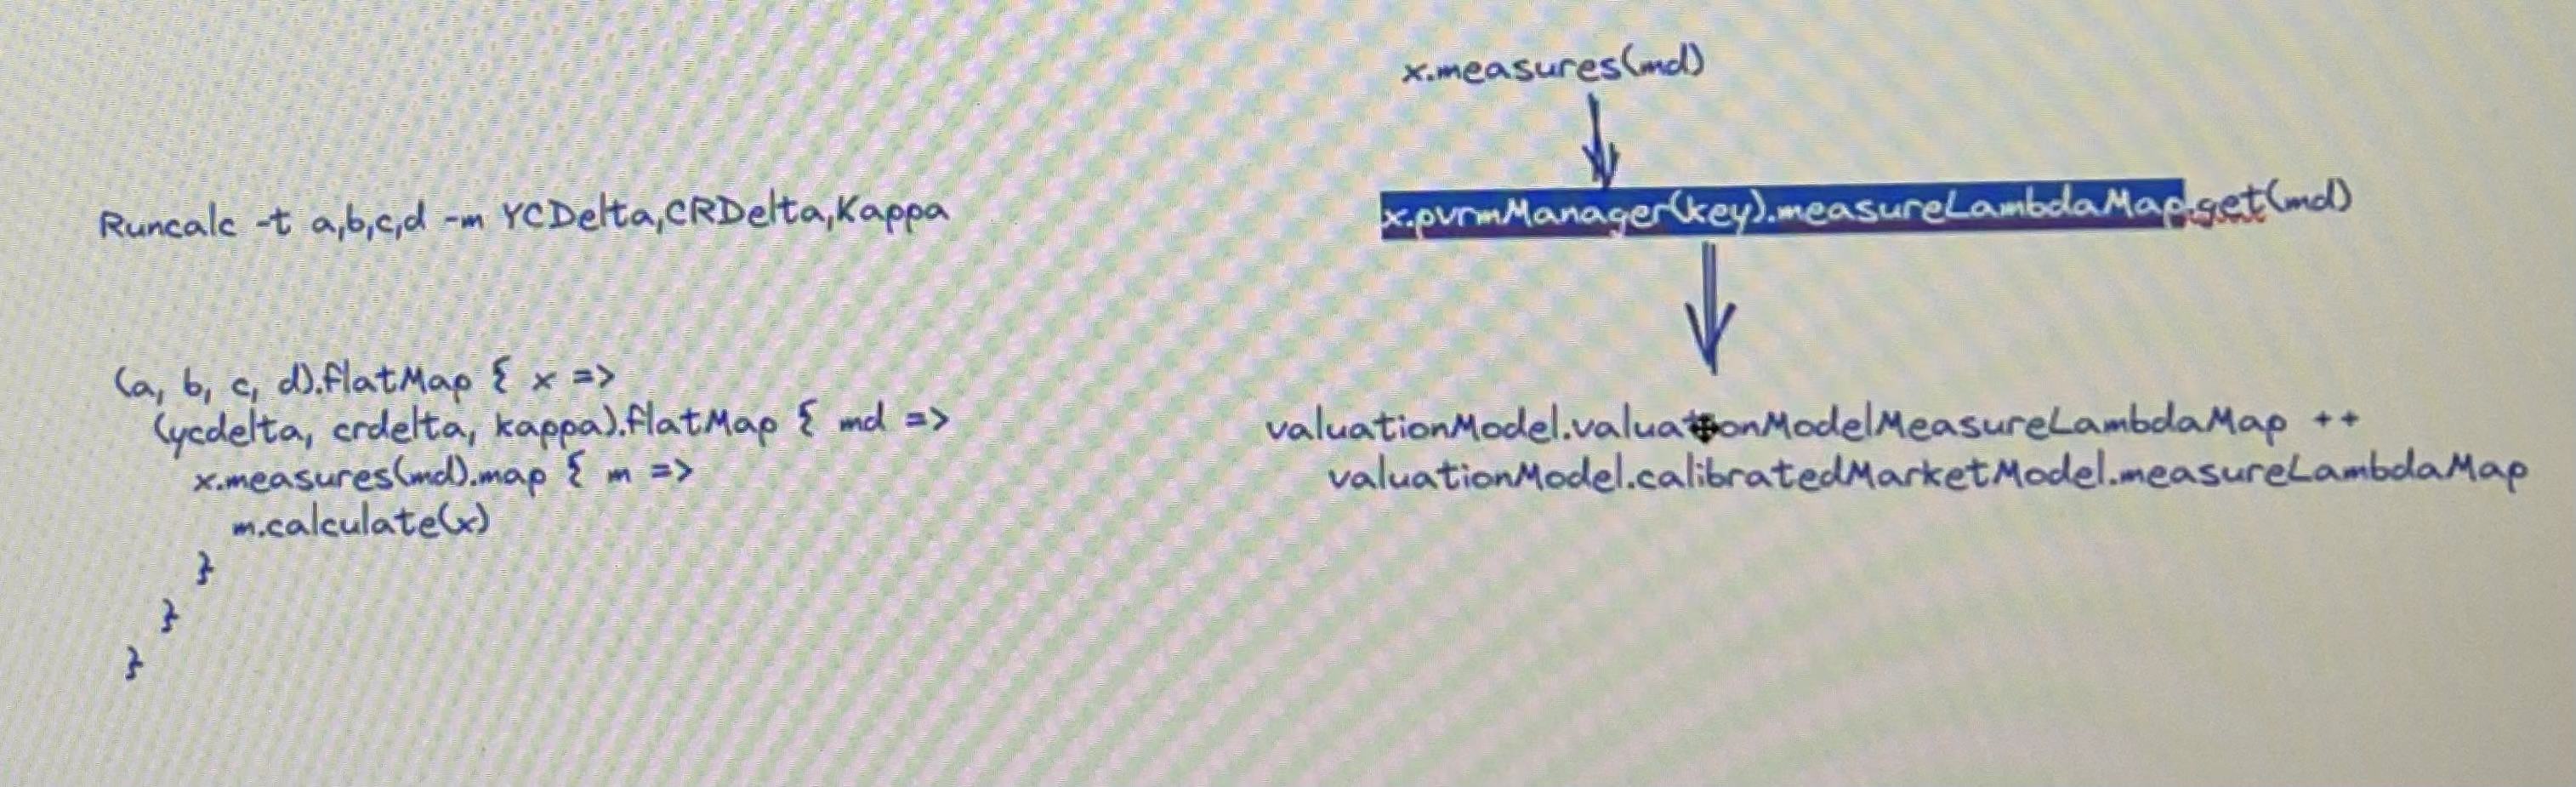 Runcalc -t a,b,c,d -m YCDelta,CRDelta,Kappa
(a, b, c, d).flatMap { x =>
(ycdelta, crdelta, kappa).flatMap { md =>
x.measures(md).map { m =>
m.calculate(x)
}
}
}
x.measures(md)
x.pvrmManager(key).measureLambdaMap.get(md)
valuationModel.valuationModelMeasureLambdaMap ++
valuationModel.calibratedMarketModel.measureLambdaMap